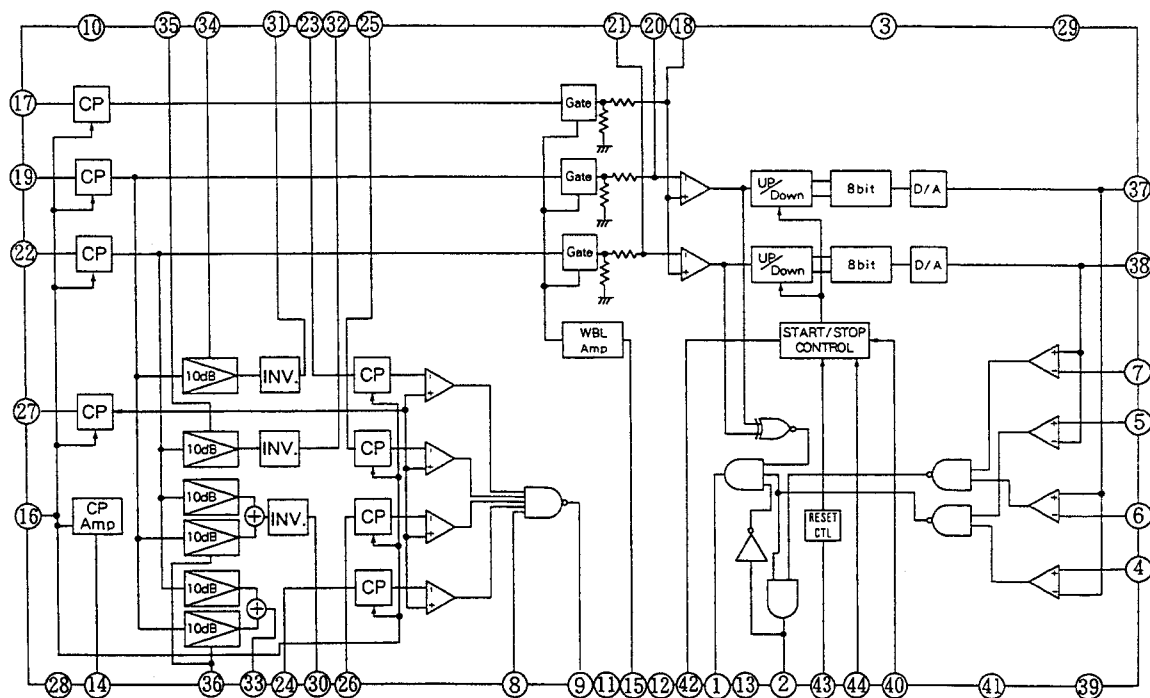 10 35 34 31 23 32 25 21 20 18 3 29
17 CP Gate
19 CP Gate - + UP/Down 8bit D/A 37
22 CP Gate - + UP/Down 8bit D/A 38
WBL Amp START/STOP CONTROL
10dB INV. CP - + + - 7
27 CP
10dB INV. CP - + + - 5
10dB
16 CP Amp + INV. CP - + RESET CTL + - 6
10dB
10dB CP - + + - 4
+
10dB
28 14 36 33 24 30 26 8 9 11 15 12 42 1 13 2 43 44 40 41 39